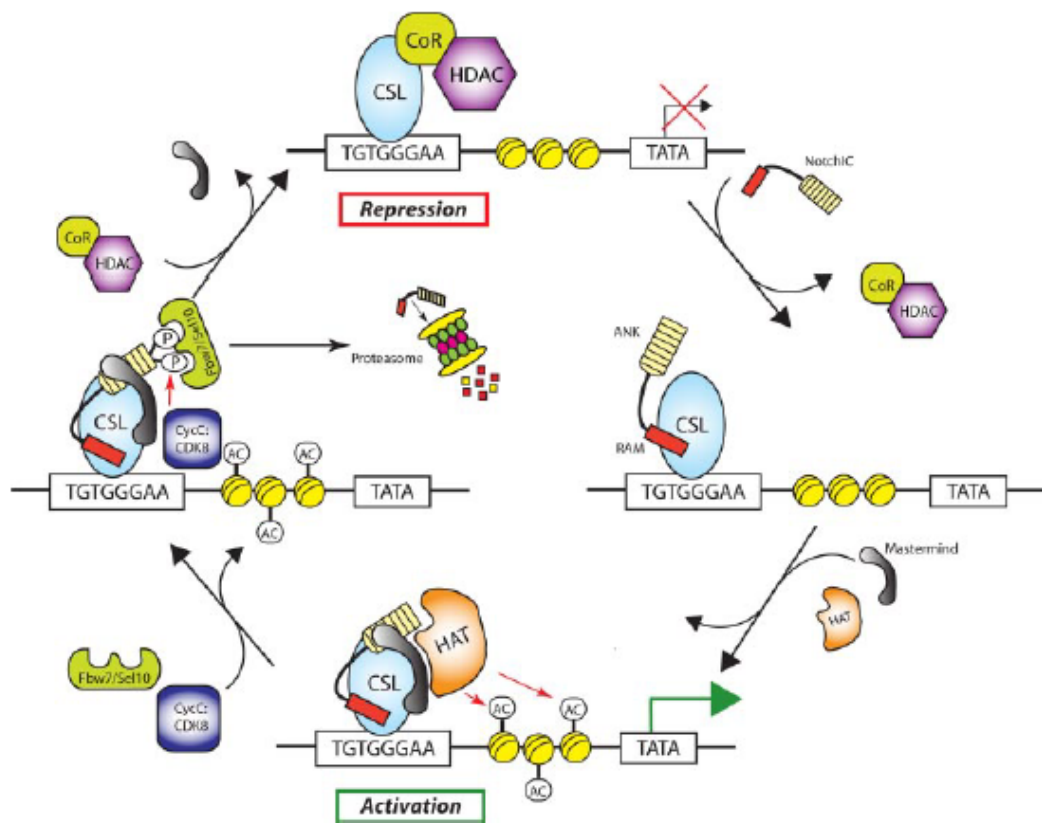 CoR
HDAC
CSL
TGTGGGAA
TATA
Repression
NotchIC
CoR
HDAC
CoR
HDAC
P
P
Fbw7/Sel10
Proteasome
ANK
CSL
RAM
CSL
CycC:
CDK8
AC
AC
AC
TGTGGGAA
TATA
TGTGGGAA
TATA
Mastermind
HAT
HAT
CSL
Fbw7/Sel10
CycC:
CDK8
AC
AC
AC
TGTGGGAA
TATA
Activation